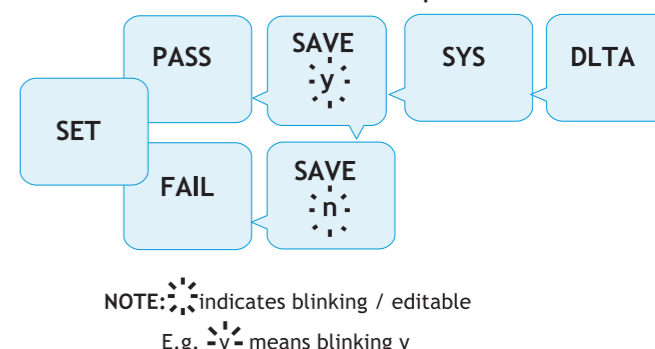 PASS
SAVE
y
SYS
DLTA
SET
FAIL
SAVE
n
NOTE: indicates blinking / editable
E.g. y means blinking y